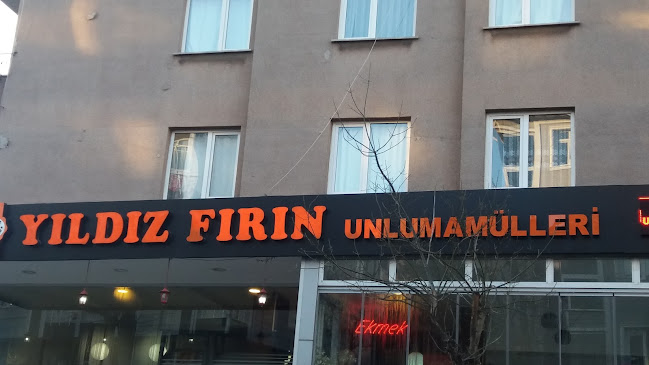 YILDIZ FIRIN UNLUMAMÜLLERİ
Ekmek